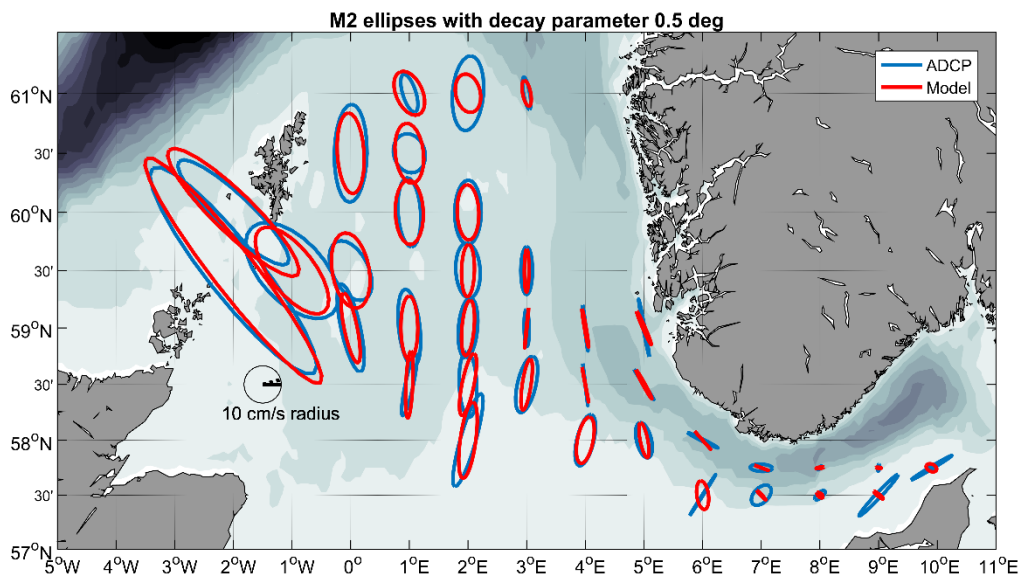 M2 ellipses with decay parameter 0.5 deg
ADCP
Model
61°N
30'
60°N
30'
59°N
30'
58°N
30'
57°N
10 cm/s radius
5°W 4°W 3°W 2°W 1°W 0° 1°E 2°E 3°E 4°E 5°E 6°E 7°E 8°E 9°E 10°E 11°E